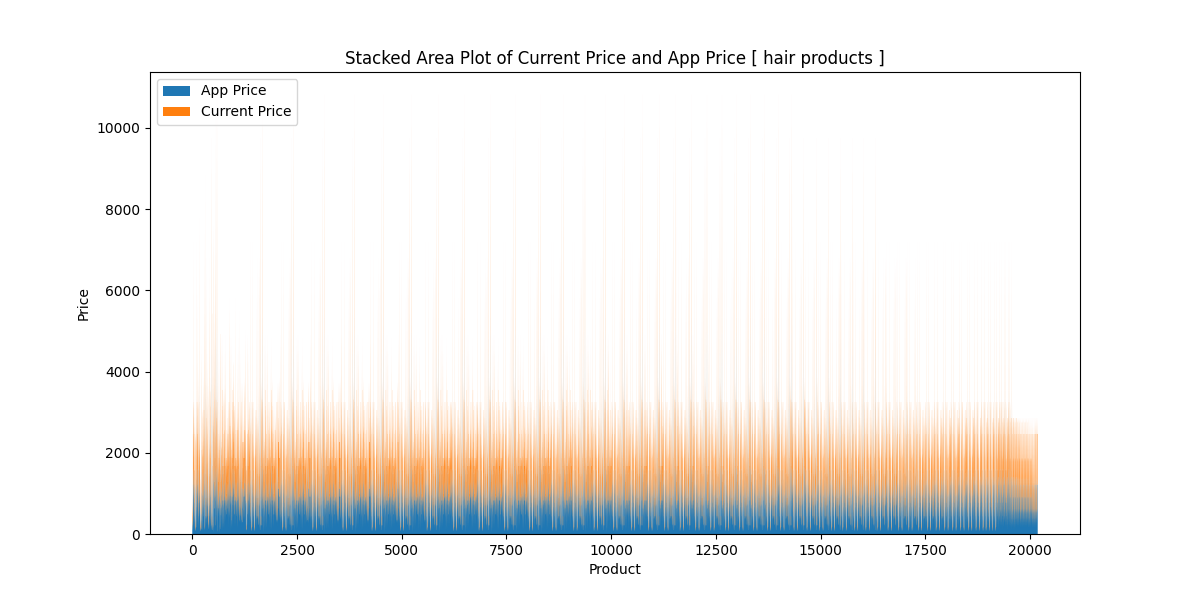 Stacked Area Plot of Current Price and App Price [ hair products ]
App Price
Current Price
10000
8000
6000
4000
2000
0
Price
0 2500 5000 7500 10000 12500 15000 17500 20000
Product